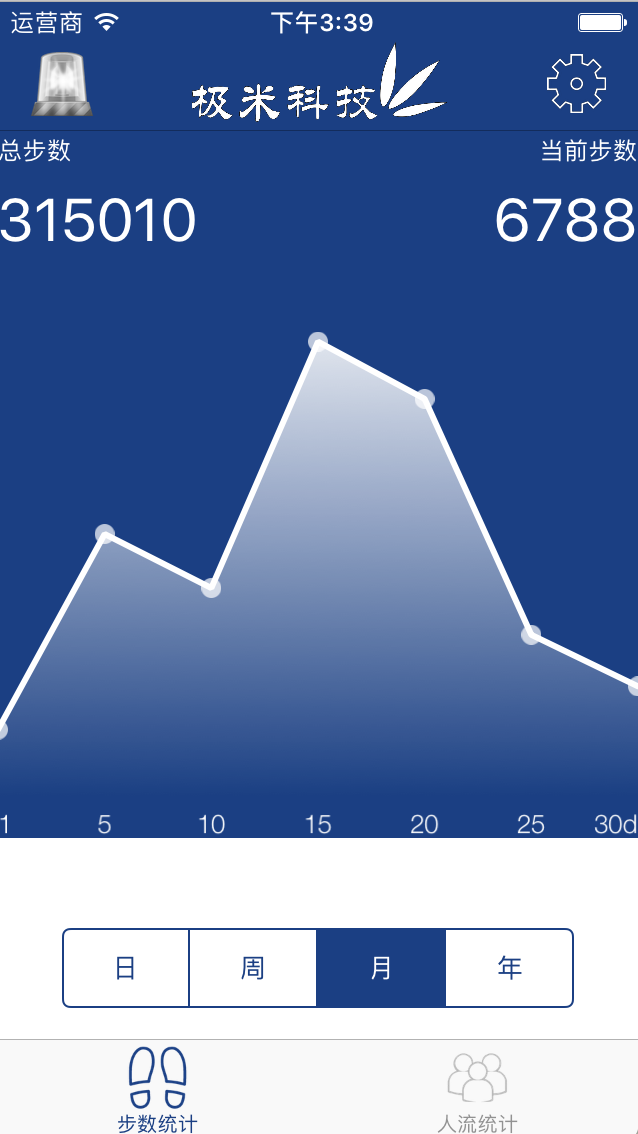 运营商 下午3:39
极米科技
总步数 当前步数
315010 6788
1 5 10 15 20 25 30d
日 周 月 年
步数统计 人流统计